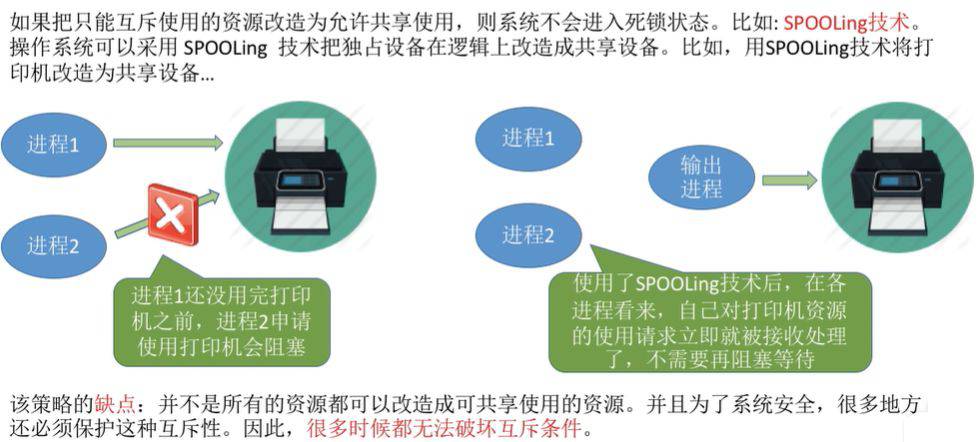 如果把只能互斥使用的资源改造为允许共享使用，则系统不会进入死锁状态。比如: SPOOLing技术。
操作系统可以采用 SPOOLing 技术把独占设备在逻辑上改造成共享设备。比如，用SPOOLing技术将打
印机改造为共享设备…
进程1
进程2
进程1还没用完打印
机之前，进程2申请
使用打印机会阻塞
进程1
进程2
输出
进程
使用了SPOOLing技术后，在各
进程看来，自己对打印机资源
的使用请求立即就被接收处理
了，不需要再阻塞等待
该策略的缺点：并不是所有的资源都可以改造成可共享使用的资源。并且为了系统安全，很多地方
还必须保护这种互斥性。因此，很多时候都无法破坏互斥条件。